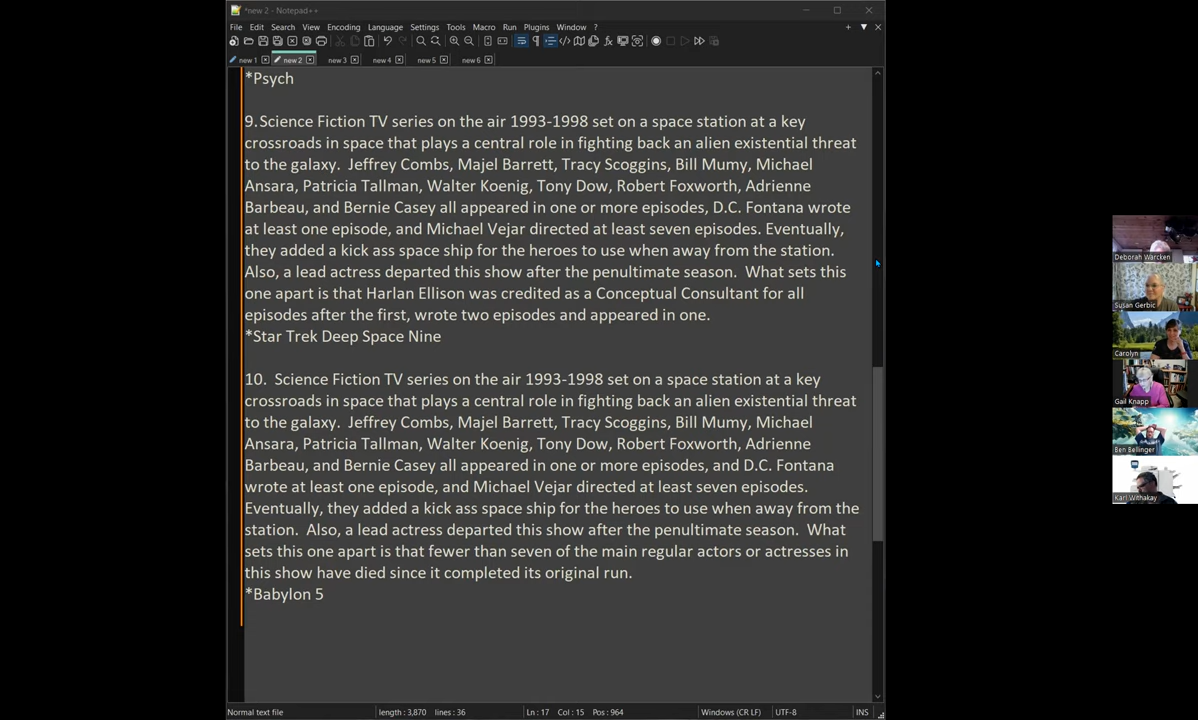 *new 2 - Notepad++
File Edit Search View Encoding Language Settings Tools Macro Run Plugins Window ?
new 1 new 2 new 3 new 4 new 5 new 6
*Psych
9.Science Fiction TV series on the air 1993-1998 set on a space station at a key
crossroads in space that plays a central role in fighting back an alien existential threat
to the galaxy.  Jeffrey Combs, Majel Barrett, Tracy Scoggins, Bill Mumy, Michael
Ansara, Patricia Tallman, Walter Koenig, Tony Dow, Robert Foxworth, Adrienne
Barbeau, and Bernie Casey all appeared in one or more episodes, D.C. Fontana wrote
at least one episode, and Michael Vejar directed at least seven episodes. Eventually,
they added a kick ass space ship for the heroes to use when away from the station.
Also, a lead actress departed this show after the penultimate season.  What sets this
one apart is that Harlan Ellison was credited as a Conceptual Consultant for all
episodes after the first, wrote two episodes and appeared in one.
*Star Trek Deep Space Nine
10.  Science Fiction TV series on the air 1993-1998 set on a space station at a key
crossroads in space that plays a central role in fighting back an alien existential threat
to the galaxy.  Jeffrey Combs, Majel Barrett, Tracy Scoggins, Bill Mumy, Michael
Ansara, Patricia Tallman, Walter Koenig, Tony Dow, Robert Foxworth, Adrienne
Barbeau, and Bernie Casey all appeared in one or more episodes, and D.C. Fontana
wrote at least one episode, and Michael Vejar directed at least seven episodes.
Eventually, they added a kick ass space ship for the heroes to use when away from the
station.  Also, a lead actress departed this show after the penultimate season.  What
sets this one apart is that fewer than seven of the main regular actors or actresses in
this show have died since it completed its original run.
*Babylon 5
Normal text file length : 3,870 lines : 36 Ln : 17 Col : 15 Pos : 964 Windows (CR LF) UTF-8 INS
Deborah Warcken
Susan Gerbic
Carolyn
Gail Knapp
Ben Bellinger
Karl Withakay